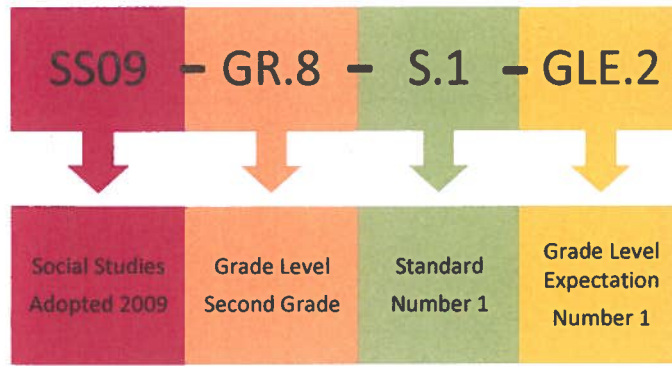 SS09 - GR.8 - S.1 - GLE.2
Social Studies
Adopted 2009
Grade Level
Second Grade
Standard
Number 1
Grade Level
Expectation
Number 1